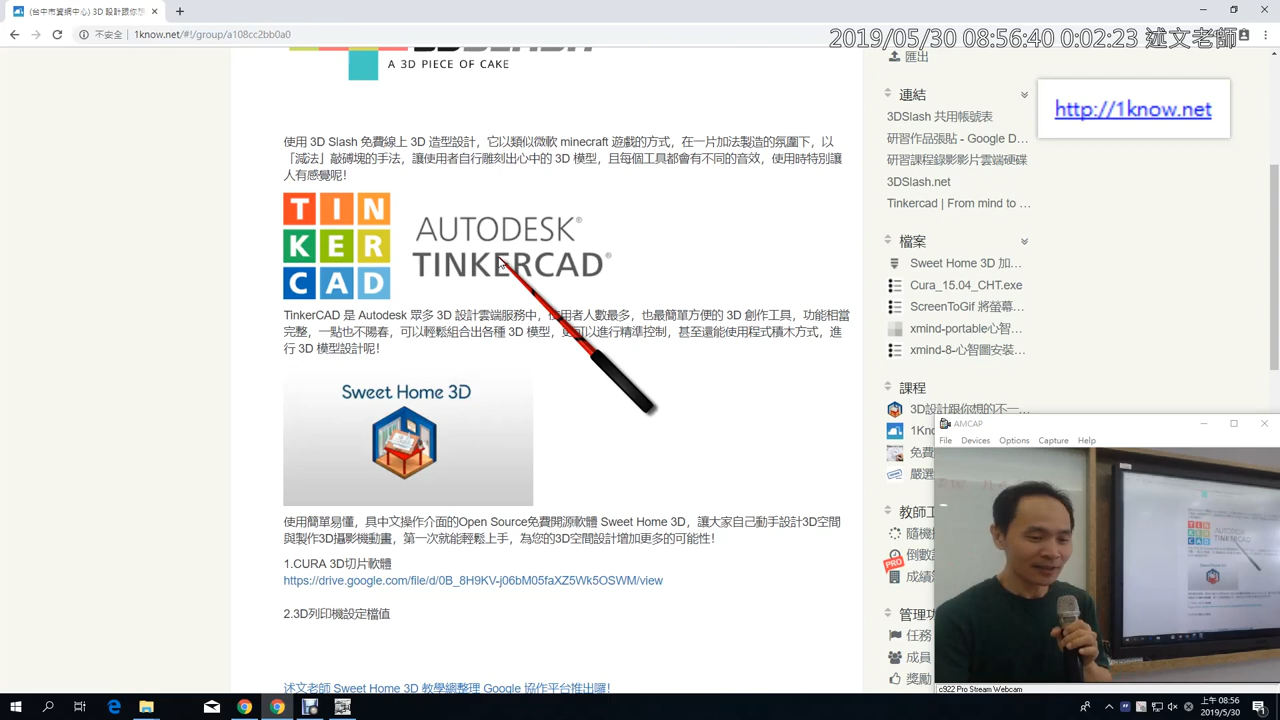 (台中市資網中心) 3D 設計跟你想
不安全 | 1know.net/#!/group/a108cc2bb0a0
2019/05/30 08:56:40 0:02:23 述文老師
A 3D PIECE OF CAKE
使用 3D Slash 免費線上 3D 造型設計，它以類似微軟 minecraft 遊戲的方式，在一片加法製造的氛圍下，以
「減法」敲磚塊的手法，讓使用者自行雕刻出心中的 3D 模型，且每個工具都會有不同的音效，使用時特別讓
人有感覺呢！
TIN
KER
CAD
AUTODESK®
TINKERCAD®
TinkerCAD 是 Autodesk 眾多 3D 設計雲端服務中，使用者人數最多，也最簡單方便的 3D 創作工具，功能相當
完整，一點也不陽春，可以輕鬆組合出各種 3D 模型，更可以進行精準控制，甚至還能使用程式積木方式，進
行 3D 模型設計呢！
Sweet Home 3D
使用簡單易懂，具中文操作介面的Open Source免費開源軟體 Sweet Home 3D，讓大家自己動手設計3D空間
與製作3D攝影機動畫，第一次就能輕鬆上手，為您的3D空間設計增加更多的可能性！
1.CURA 3D切片軟體
https://drive.google.com/file/d/0B_8H9KV-j06bM05faXZ5Wk5OSWM/view
2.3D列印機設定檔值
述文老師 Sweet Home 3D 教學網整理 Google 協作平台推出囉！
匯出
連結
3DSlash 共用帳號表
研習作品張貼 - Google D…
研習課程錄影影片雲端硬碟
3DSlash.net
Tinkercad | From mind to …
http://1know.net
檔案
Sweet Home 3D 加…
Cura_15.04_CHT.exe
ScreenToGif 將螢幕…
xmind-portable心智…
xmind-8-心智圖安裝…
課程
3D設計跟你想的不一…
1Kno
免費
嚴選
教師工
隨機
倒數
PRO
成績
管理功
任務
成員
獎勵
AMCAP
File Devices Options Capture Help
c922 Pro Stream Webcam
上午 08:56
2019/5/30